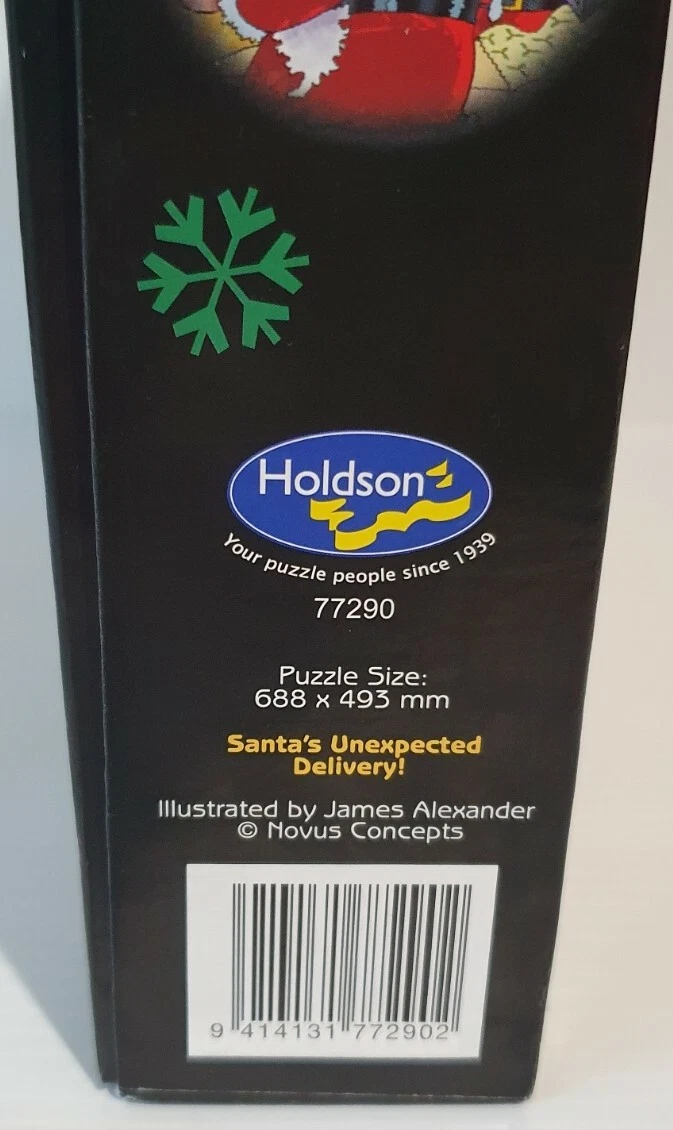 Holdson
Your puzzle people since 1939
77290
Puzzle Size:
688 x 493 mm
Santa's Unexpected
Delivery!
Illustrated by James Alexander
© Novus Concepts
9 414131 772902